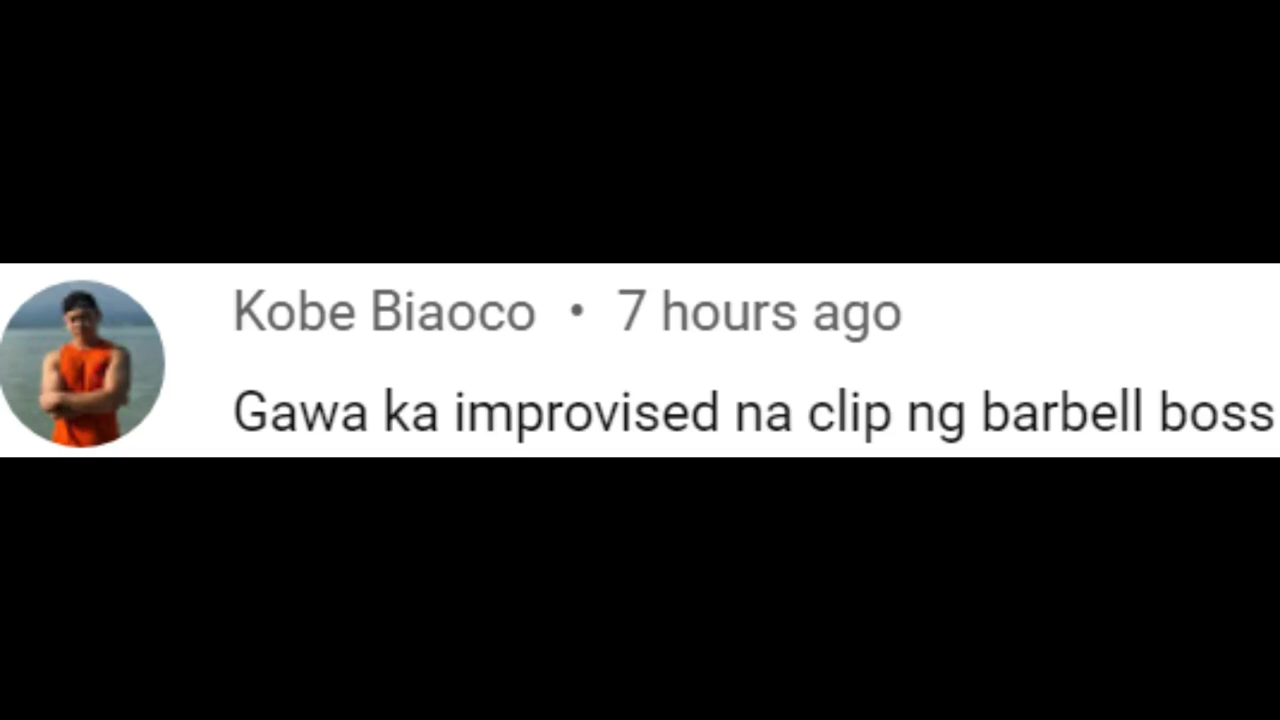 Kobe Biaoco • 7 hours ago
Gawa ka improvised na clip ng barbell boss